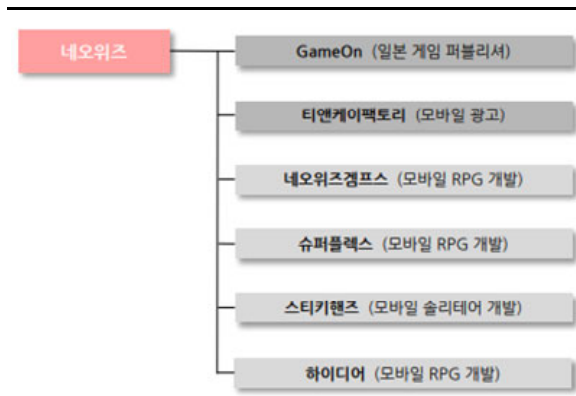 네오위즈
GameOn (일본 게임 퍼블리셔)
티앤케이팩토리 (모바일 광고)
네오위즈겜프스 (모바일 RPG 개발)
슈퍼플렉스 (모바일 RPG 개발)
스티키핸즈 (모바일 솔리테어 개발)
하이디어 (모바일 RPG 개발)